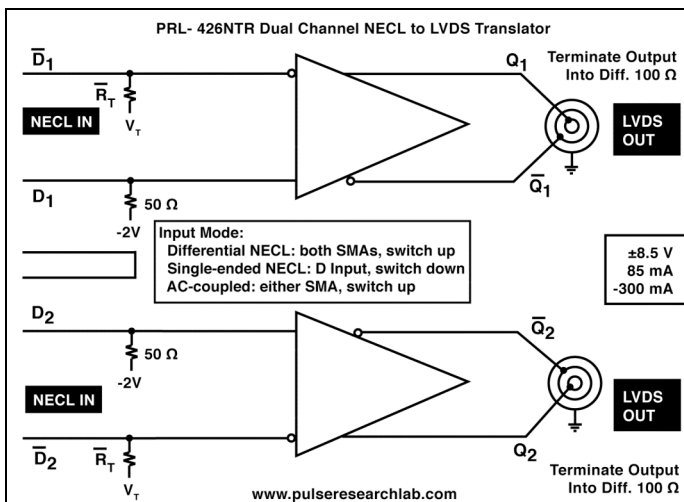 PRL- 426NTR Dual Channel NECL to LVDS Translator
D̅1
Q1
Terminate Output
Into Diff. 100 Ω
R̅T
NECL IN
VT
LVDS
OUT
D1
50 Ω
-2V
Q̅1
Input Mode:
Differential NECL: both SMAs, switch up
Single-ended NECL: D Input, switch down
AC-coupled: either SMA, switch up
±8.5 V
85 mA
-300 mA
D2
50 Ω
-2V
Q̅2
NECL IN
LVDS
OUT
D̅2
R̅T
VT
Q2
Terminate Output
Into Diff. 100 Ω
www.pulseresearchlab.com